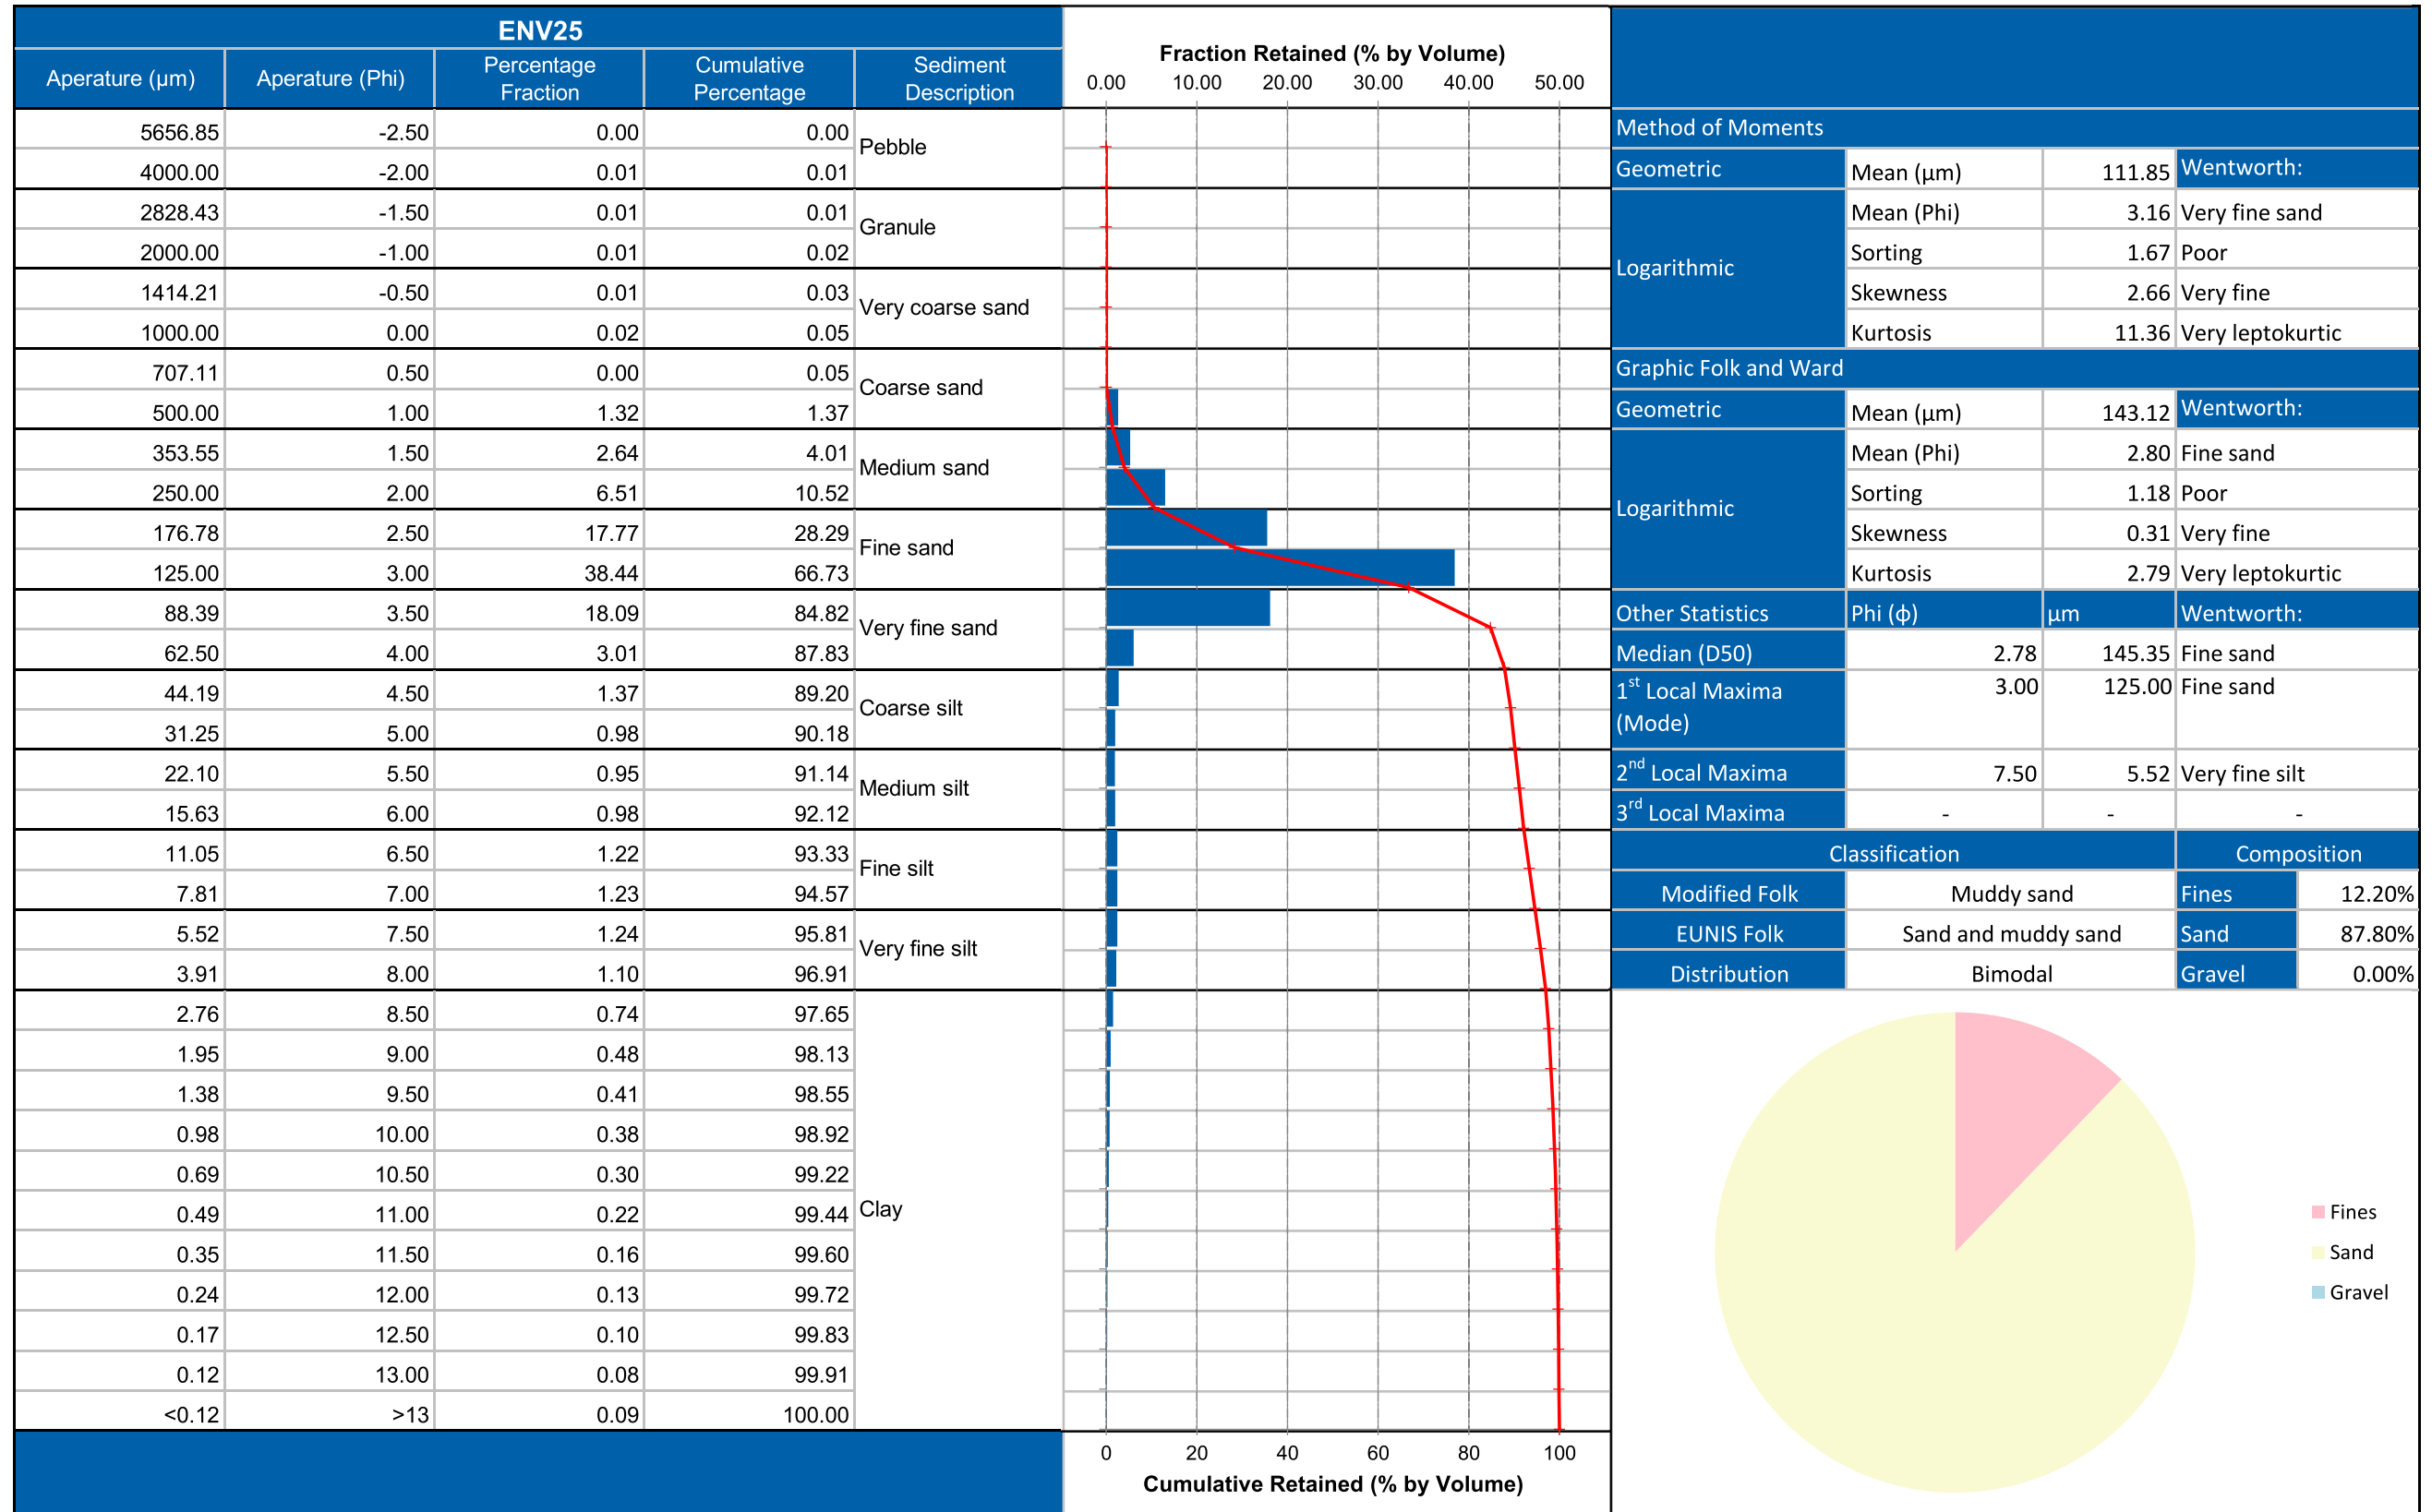 ENV25
Aperature (µm) Aperature (Phi) Percentage Fraction Cumulative Percentage Sediment Description
5656.85 -2.50 0.00 0.00 Pebble
4000.00 -2.00 0.01 0.01
2828.43 -1.50 0.01 0.01 Granule
2000.00 -1.00 0.01 0.02
1414.21 -0.50 0.01 0.03 Very coarse sand
1000.00 0.00 0.02 0.05
707.11 0.50 0.00 0.05 Coarse sand
500.00 1.00 1.32 1.37
353.55 1.50 2.64 4.01 Medium sand
250.00 2.00 6.51 10.52
176.78 2.50 17.77 28.29 Fine sand
125.00 3.00 38.44 66.73
88.39 3.50 18.09 84.82 Very fine sand
62.50 4.00 3.01 87.83
44.19 4.50 1.37 89.20 Coarse silt
31.25 5.00 0.98 90.18
22.10 5.50 0.95 91.14 Medium silt
15.63 6.00 0.98 92.12
11.05 6.50 1.22 93.33 Fine silt
7.81 7.00 1.23 94.57
5.52 7.50 1.24 95.81 Very fine silt
3.91 8.00 1.10 96.91
2.76 8.50 0.74 97.65
1.95 9.00 0.48 98.13
1.38 9.50 0.41 98.55
0.98 10.00 0.38 98.92
0.69 10.50 0.30 99.22
0.49 11.00 0.22 99.44 Clay
0.35 11.50 0.16 99.60
0.24 12.00 0.13 99.72
0.17 12.50 0.10 99.83
0.12 13.00 0.08 99.91
<0.12 >13 0.09 100.00
Fraction Retained (% by Volume)
0.00 10.00 20.00 30.00 40.00 50.00
0 20 40 60 80 100
Cumulative Retained (% by Volume)
Method of Moments
Geometric Mean (µm) 111.85 Wentworth:
Logarithmic
Mean (Phi) 3.16 Very fine sand
Sorting 1.67 Poor
Skewness 2.66 Very fine
Kurtosis 11.36 Very leptokurtic
Graphic Folk and Ward
Geometric Mean (µm) 143.12 Wentworth:
Logarithmic
Mean (Phi) 2.80 Fine sand
Sorting 1.18 Poor
Skewness 0.31 Very fine
Kurtosis 2.79 Very leptokurtic
Other Statistics Phi (ϕ) µm Wentworth:
Median (D50) 2.78 145.35 Fine sand
1st Local Maxima (Mode) 3.00 125.00 Fine sand
2nd Local Maxima 7.50 5.52 Very fine silt
3rd Local Maxima - - -
Classification Composition
Modified Folk Muddy sand Fines 12.20%
EUNIS Folk Sand and muddy sand Sand 87.80%
Distribution Bimodal Gravel 0.00%
Fines
Sand
Gravel